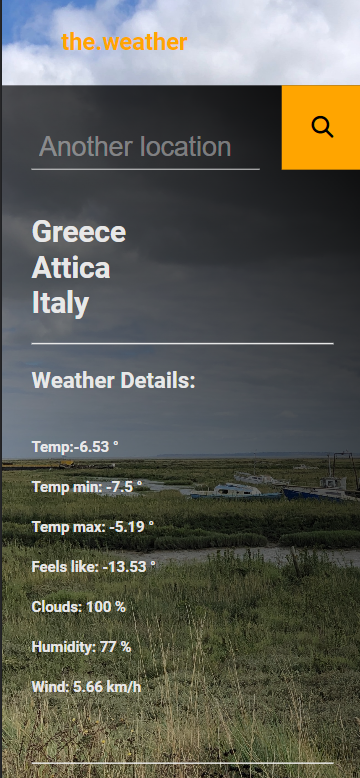 the.weather
Another location
Greece
Attica
Italy
Weather Details:
Temp:-6.53 °
Temp min: -7.5 °
Temp max: -5.19 °
Feels like: -13.53 °
Clouds: 100 %
Humidity: 77 %
Wind: 5.66 km/h